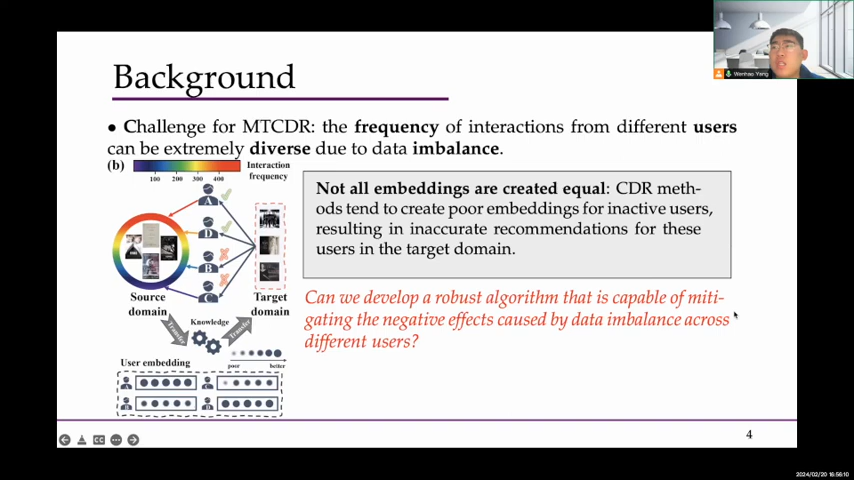 Wenhao Yang
Background
• Challenge for MTCDR: the frequency of interactions from different users
can be extremely diverse due to data imbalance.
(b)
100 200 300 400
Interaction
frequency
A
D
B
C
Source
domain
Target
domain
Knowledge
Transfer
Transfer
poor better
User embedding
A
C
B
D
Not all embeddings are created equal: CDR meth-
ods tend to create poor embeddings for inactive users,
resulting in inaccurate recommendations for these
users in the target domain.
Can we develop a robust algorithm that is capable of miti-
gating the negative effects caused by data imbalance across
different users?
4
CC
2024/02/20 16:56:10